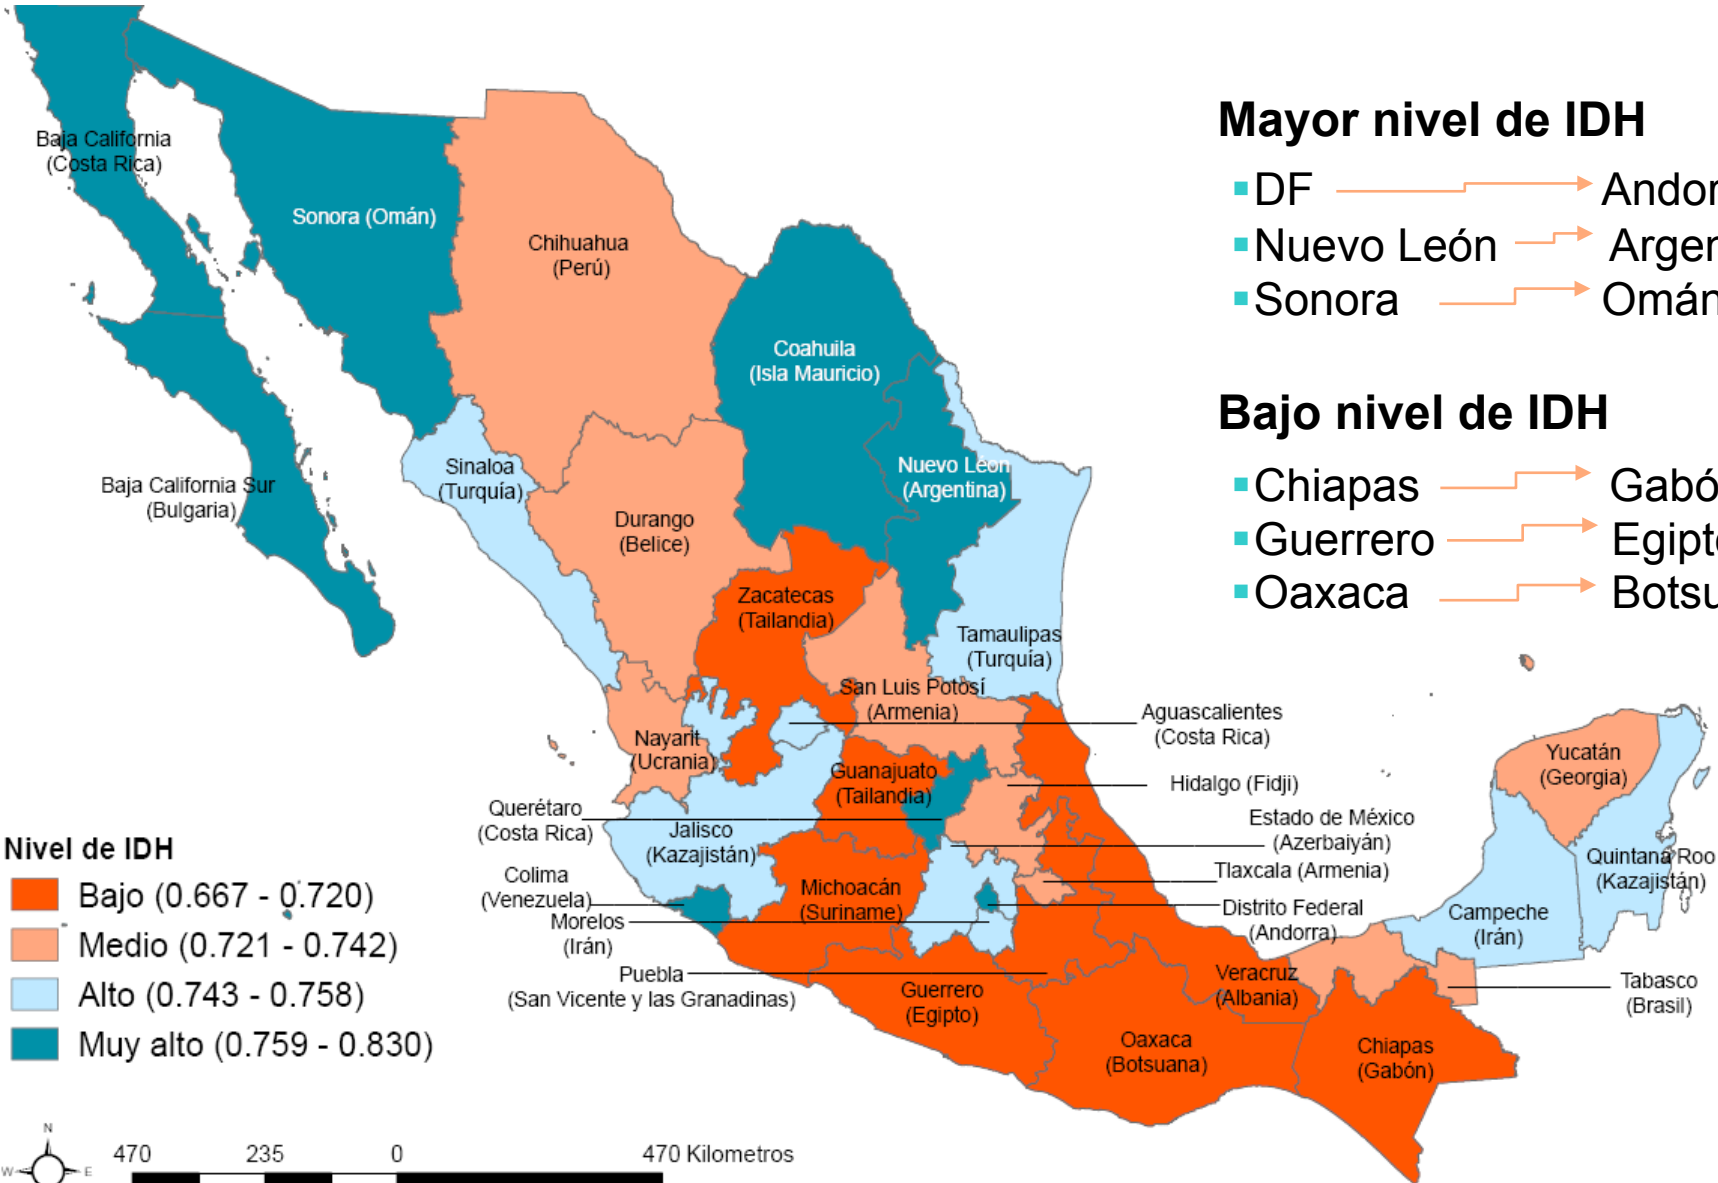 Mayor nivel de IDH
DF
Andor
Nuevo León
Argen
Sonora
Omán
Bajo nivel de IDH
Chiapas
Gabó
Guerrero
Egipto
Oaxaca
Botsu
Baja California
(Costa Rica)
Sonora (Omán)
Chihuahua
(Perú)
Coahuila
(Isla Mauricio)
Nuevo Léon
(Argentina)
Sinaloa
(Turquía)
Baja California Sur
(Bulgaria)
Durango
(Belice)
Zacatecas
(Tailandia)
Tamaulipas
(Turquía)
San Luis Potosí
(Armenia)
Aguascalientes
(Costa Rica)
Nayarit
(Ucrania)
Guanajuato
(Tailandia)
Hidalgo (Fidji)
Yucatán
(Georgia)
Querétaro
(Costa Rica)
Jalisco
(Kazajistán)
Estado de México
(Azerbaiyán)
Tlaxcala (Armenia)
Quintana Roo
(Kazajistán)
Colima
(Venezuela)
Michoacán
(Suriname)
Distrito Federal
(Andorra)
Campeche
(Irán)
Morelos
(Irán)
Puebla
(San Vicente y las Granadinas)
Guerrero
(Egipto)
Veracruz
(Albania)
Tabasco
(Brasil)
Oaxaca
(Botsuana)
Chiapas
(Gabón)
Nivel de IDH
Bajo (0.667 - 0.720)
Medio (0.721 - 0.742)
Alto (0.743 - 0.758)
Muy alto (0.759 - 0.830)
N
W E
470 235 0 470 Kilometros